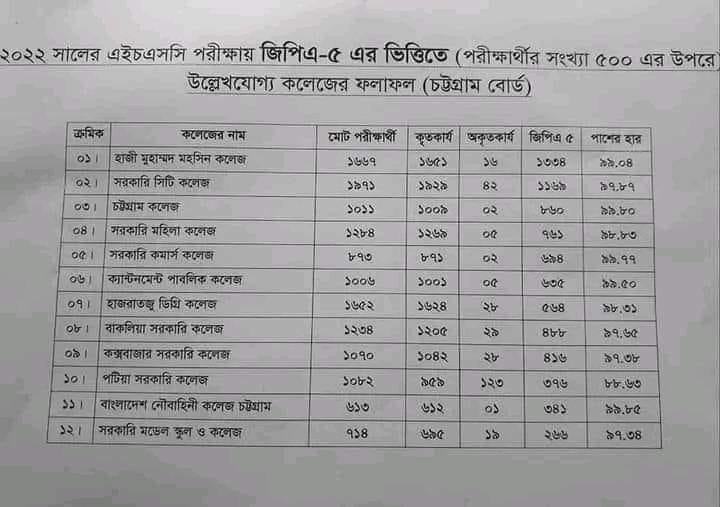 ২০২২ সালের এইচএসসি পরীক্ষায় জিপিএ-৫ এর ভিত্তিতে (পরীক্ষার্থীর সংখ্যা ৫০০ এর উপরে)
উল্লেখযোগ্য কলেজের ফলাফল (চট্টগ্রাম বোর্ড)
ক্রমিক কলেজের নাম মোট পরীক্ষার্থী কৃতকার্য অকৃতকার্য জিপিএ ৫ পাশের হার
০১। হাজী মুহাম্মদ মহসিন কলেজ ১৬৬৭ ১৬৫১ ১৬ ১৩৩৪ ৯৯.০৪
০২। সরকারি সিটি কলেজ ১৯৭১ ১৯২৯ ৪২ ১১৬৯ ৯৭.৮৭
০৩। চট্টগ্রাম কলেজ ১০১১ ১০০৯ ০২ ৮৬০ ৯৯.৮০
০৪। সরকারি মহিলা কলেজ ১২৮৪ ১২৬৯ ০৫ ৭৬১ ৯৮.৮৩
০৫। সরকারি কমার্স কলেজ ৮৭৩ ৮৭১ ০২ ৬৯৪ ৯৯.৭৭
০৬। ক্যান্টনমেন্ট পাবলিক কলেজ ১০০৬ ১০০১ ০৫ ৬৩৫ ৯৯.৫০
০৭। হাজরাতজু ডিগ্রি কলেজ ১৬৫২ ১৬২৪ ২৮ ৫৬৪ ৯৮.৩১
০৮। বাকলিয়া সরকারি কলেজ ১২৩৪ ১২০৫ ২৯ ৪৮৮ ৯৭.৬৫
০৯। কক্সবাজার সরকারি কলেজ ১০৭০ ১০৪২ ২৮ ৪১৬ ৯৭.৩৮
১০। পটিয়া সরকারি কলেজ ১০৮২ ৯৫৯ ১২৩ ৩৭৬ ৮৮.৬৩
১১। বাংলাদেশ নৌবাহিনী কলেজ চট্টগ্রাম ৬১৩ ৬১২ ০১ ৩৪১ ৯৯.৮৫
১২। সরকারি মডেল স্কুল ও কলেজ ৭১৪ ৬৯৫ ১৯ ২৬৬ ৯৭.৩৪